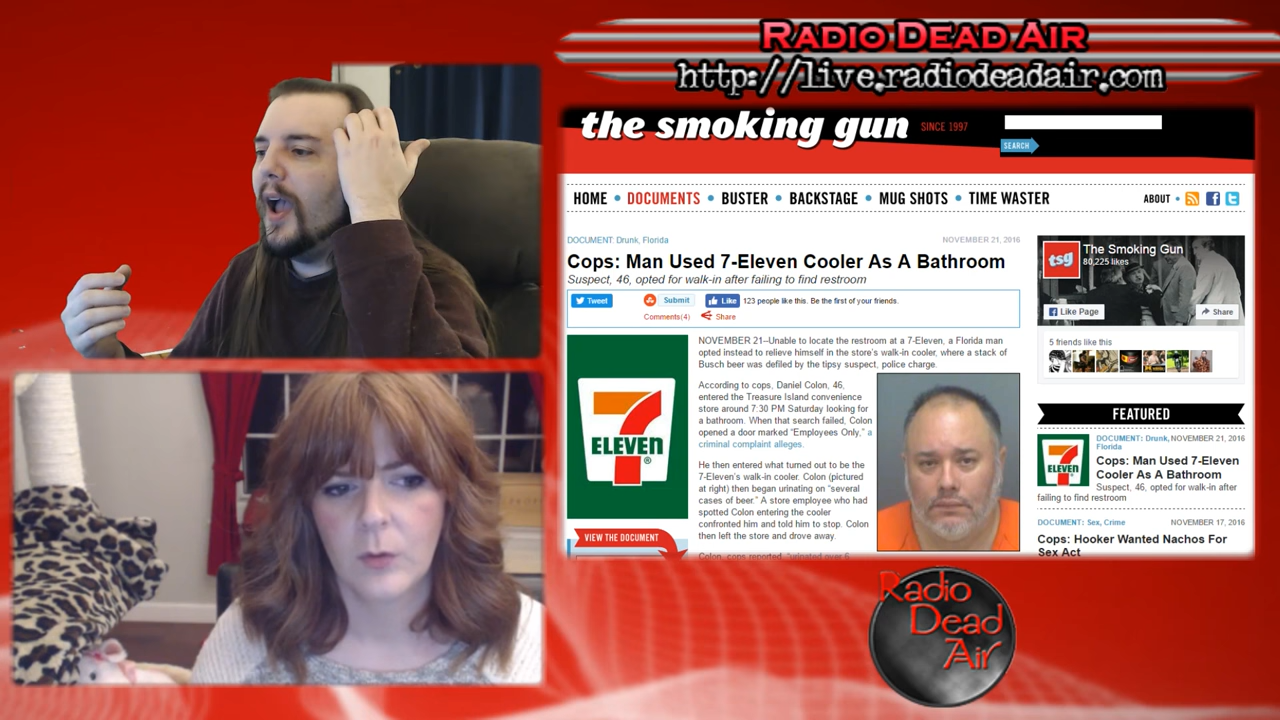 Radio Dead Air
http://live.radiodeadair.com
the smoking gun SINCE 1997
SEARCH
HOME • DOCUMENTS • BUSTER • BACKSTAGE • MUG SHOTS • TIME WASTER
ABOUT •
DOCUMENT: Drunk, Florida
NOVEMBER 21, 2016
Cops: Man Used 7-Eleven Cooler As A Bathroom
Suspect, 46, opted for walk-in after failing to find restroom
Tweet
Submit
Like
123 people like this. Be the first of your friends.
Comments(4)
Share
NOVEMBER 21--Unable to locate the restroom at a 7-Eleven, a Florida man
opted instead to relieve himself in the store's walk-in cooler, where a stack of
Busch beer was defiled by the tipsy suspect, police charge.
According to cops, Daniel Colon, 46,
entered the Treasure Island convenience
store around 7:30 PM Saturday looking for
a bathroom. When that search failed, Colon
opened a door marked "Employees Only," a
criminal complaint alleges.
He then entered what turned out to be the
7-Eleven's walk-in cooler. Colon (pictured
at right) then began urinating on "several
cases of beer." A store employee who had
spotted Colon entering the cooler
confronted him and told him to stop. Colon
then left the store and drove away.
Colon, cops reported, "urinated over 6
7
ELEVEN
®
VIEW THE DOCUMENT
tsg
The Smoking Gun
80,225 likes
Like Page
Share
5 friends like this
FEATURED
7
ELEVEN
DOCUMENT: Drunk, Florida
NOVEMBER 21, 2016
Cops: Man Used 7-Eleven
Cooler As A Bathroom
Suspect, 46, opted for walk-in after
failing to find restroom
DOCUMENT: Sex, Crime
NOVEMBER 17, 2016
Cops: Hooker Wanted Nachos For
Sex Act
Radio
Dead
Air